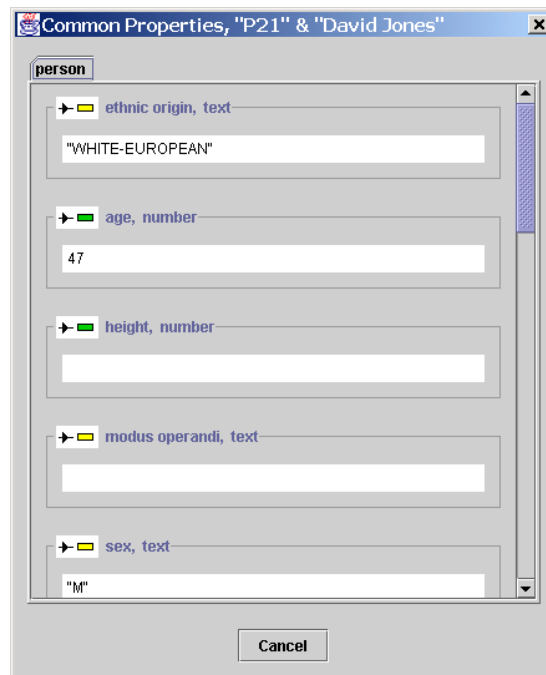 Common Properties, "P21" & "David Jones"
person
ethnic origin, text
"WHITE-EUROPEAN"
age, number
47
height, number
modus operandi, text
sex, text
"M"
Cancel